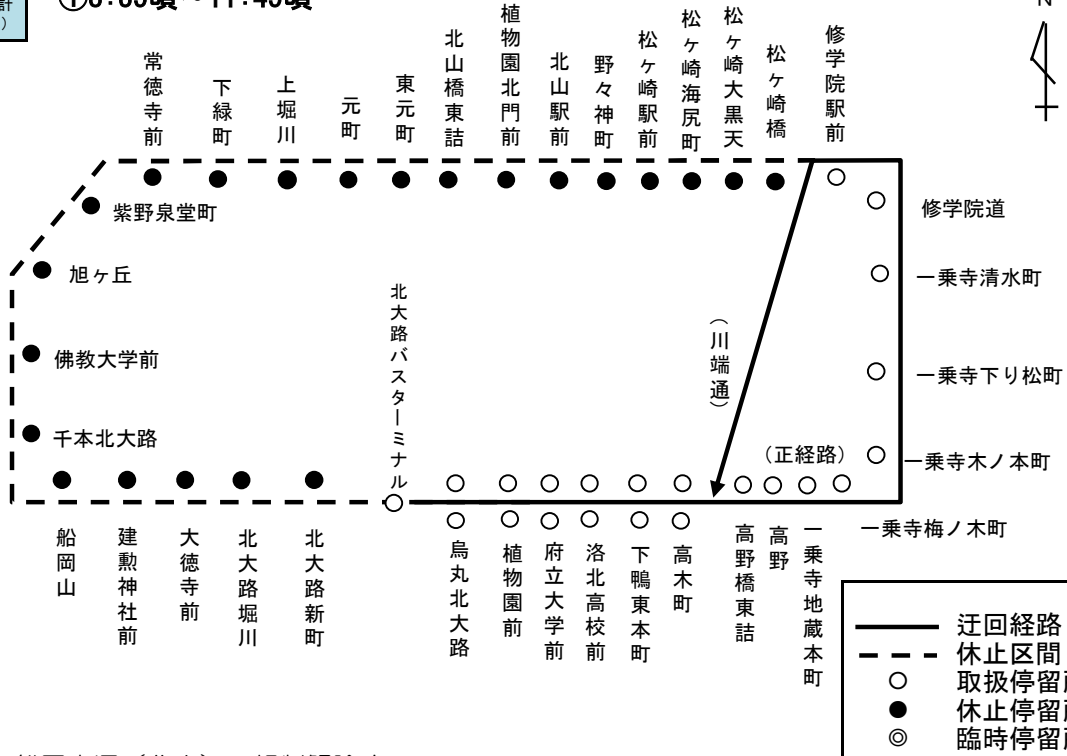 計
N
常徳寺前
下緑町
上堀川
元町
東元町
北山橋東詰
植物園北門前
北山駅前
野々神町
松ヶ崎駅前
松ヶ崎海尻町
松ヶ崎大黒天
松ヶ崎橋
修学院駅前
紫野泉堂町
修学院道
旭ヶ丘
一乗寺清水町
北大路バスターミナル
(川端通)
佛教大学前
一乗寺下り松町
千本北大路
(正経路)
一乗寺木ノ本町
船岡山
建勲神社前
大徳寺前
北大路堀川
北大路新町
烏丸北大路
植物園前
府立大学前
洛北高校前
下鴨東本町
高木町
高野橋東詰
高野
一乗寺地蔵本町
一乗寺梅ノ木町
迂回経路
休止区間
○ 取扱停留
● 休止停留
◎ 臨時停留